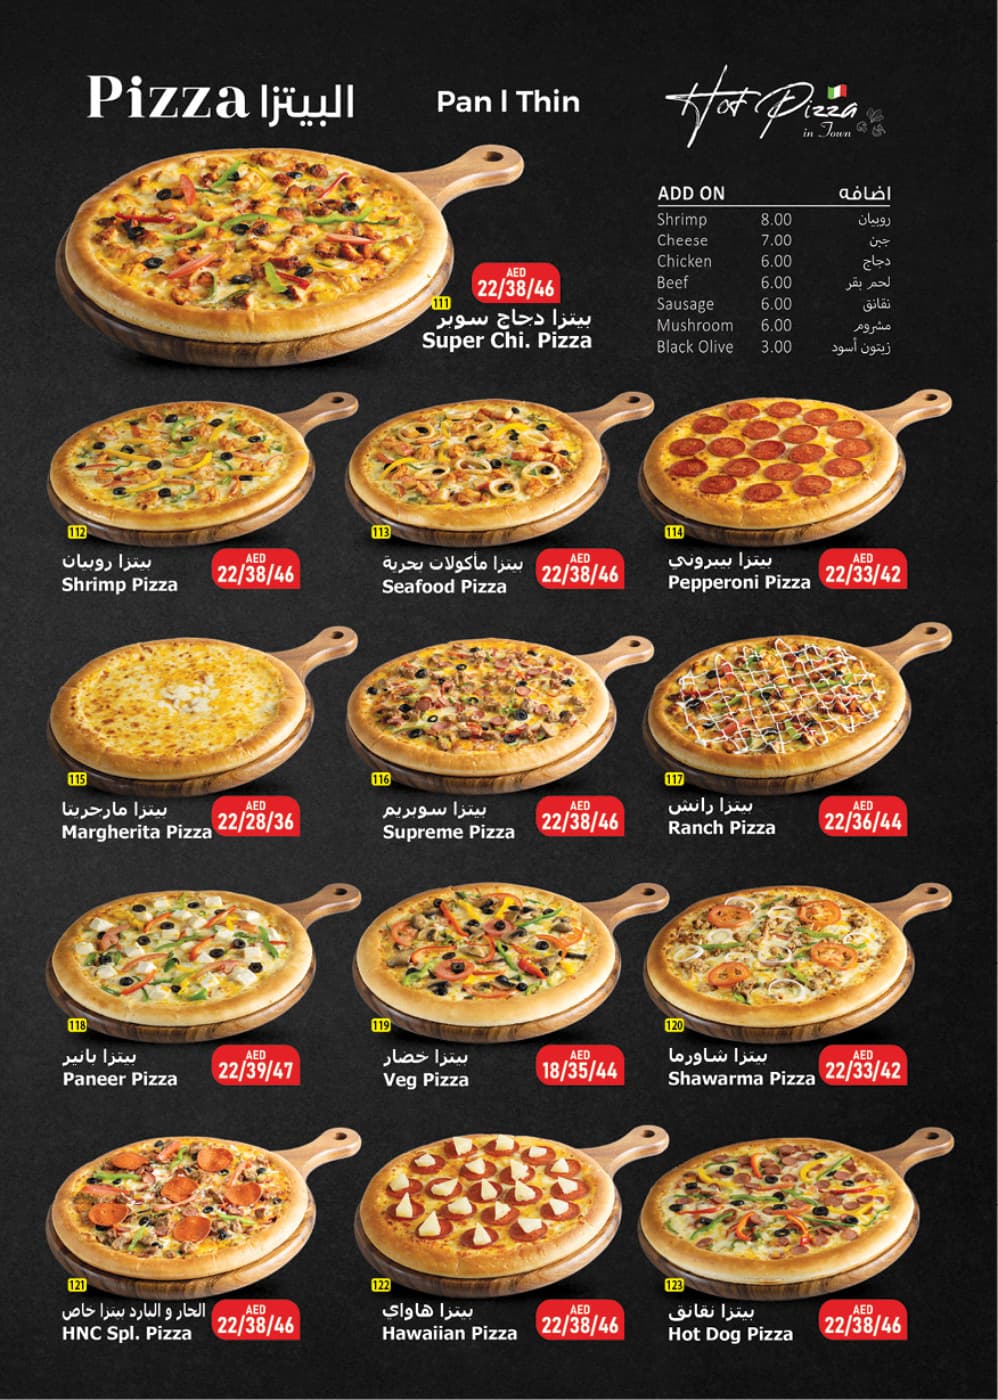 Pizza البيتزا
Pan | Thin
Hot Pizza
in Town
ADD ON اضافه
Shrimp 8.00 روبيان
Cheese 7.00 جبن
Chicken 6.00 دجاج
Beef 6.00 لحم بقر
Sausage 6.00 نقانق
Mushroom 6.00 مشروم
Black Olive 3.00 زيتون أسود
AED
22/38/46
111
بيتزا دجاج سوبر
Super Chi. Pizza
112
بيتزا روبيان
Shrimp Pizza
AED
22/38/46
113
بيتزا مأكولات بحرية
Seafood Pizza
AED
22/38/46
114
بيتزا بيبروني
Pepperoni Pizza
AED
22/33/42
115
بيتزا مارجريتا
Margherita Pizza
AED
22/28/36
116
بيتزا سوبريم
Supreme Pizza
AED
22/38/46
117
بيتزا رانش
Ranch Pizza
AED
22/36/44
118
بيتزا بانير
Paneer Pizza
AED
22/39/47
119
بيتزا خضار
Veg Pizza
AED
18/35/44
120
بيتزا شاورما
Shawarma Pizza
AED
22/33/42
121
الحار و البارد بيتزا خاص
HNC Spl. Pizza
AED
22/38/46
122
بيتزا هاواي
Hawaiian Pizza
AED
22/38/46
123
بيتزا نقانق
Hot Dog Pizza
AED
22/38/46